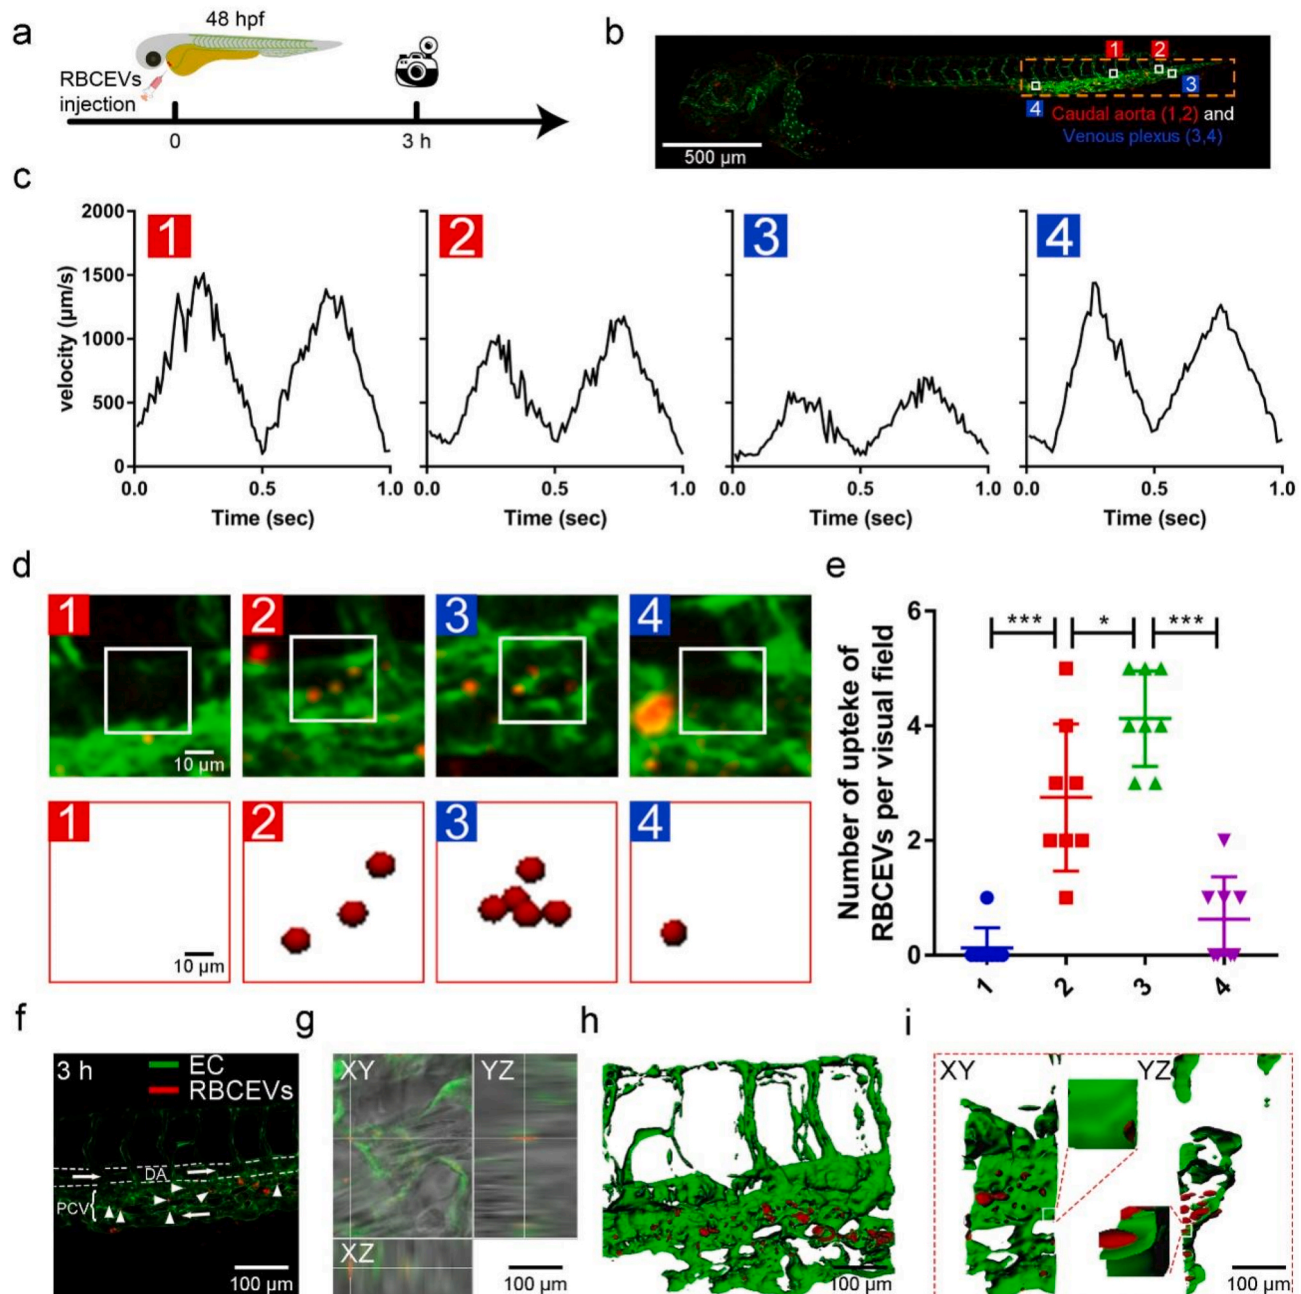 a
48 hpf
RBCEVs
injection
0
3 h
b
1
2
3
4
Caudal aorta (1,2) and
Venous plexus (3,4)
500 µm
c
velocity (µm/s)
2000
1500
1000
500
0
1
2
3
4
0.0 0.5 1.0
0.0 0.5 1.0
0.0 0.5 1.0
0.0 0.5 1.0
Time (sec)
Time (sec)
Time (sec)
Time (sec)
d
1
2
3
4
10 µm
1
2
3
4
10 µm
e
Number of upteke of
RBCEVs per visual field
6
4
2
0
*** * ***
1 2 3 4
f
3 h
EC
RBCEVs
DA
PCV
100 µm
g
XY
YZ
XZ
100 µm
h
100 µm
i
XY
YZ
100 µm